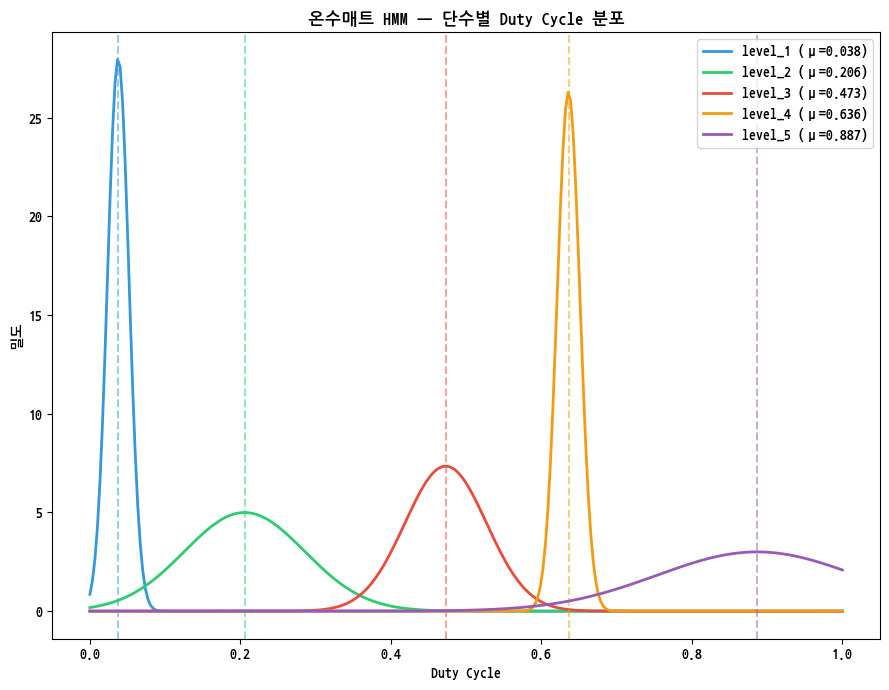 온수매트 HMM — 단수별 Duty Cycle 분포
level_1 (μ=0.038)
level_2 (μ=0.206)
level_3 (μ=0.473)
level_4 (μ=0.636)
level_5 (μ=0.887)
밀도
25
20
15
10
5
0
0.0 0.2 0.4 0.6 0.8 1.0
Duty Cycle